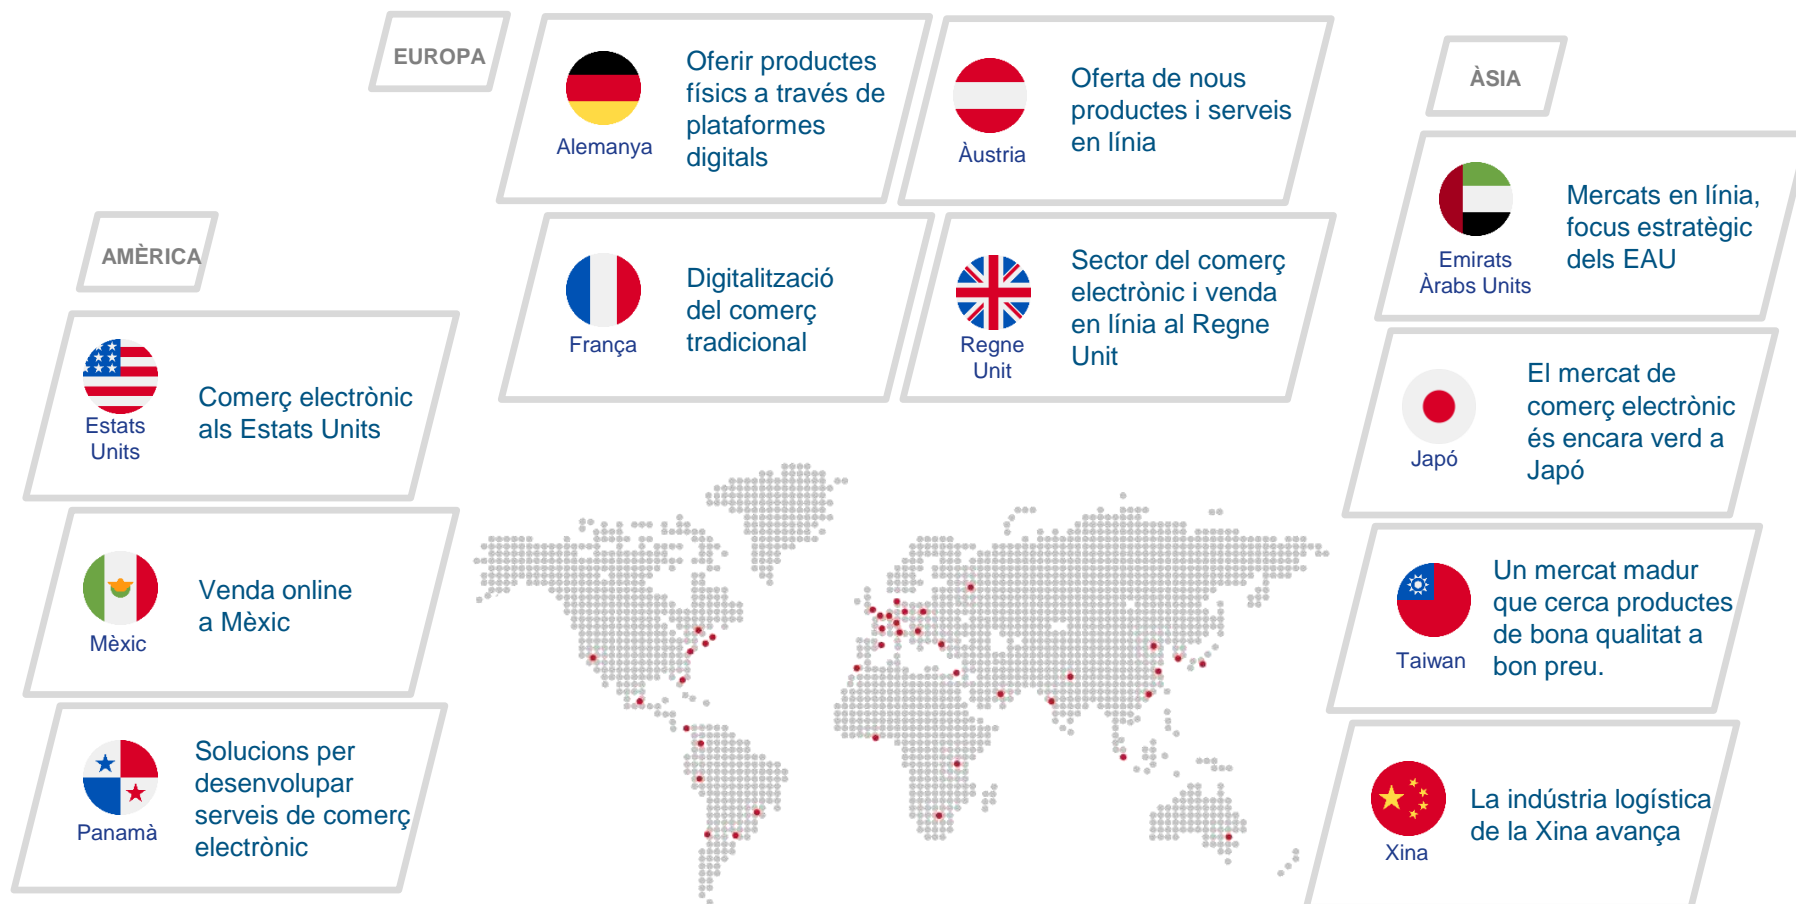 EUROPA
Alemanya
Oferir productes
físics a través de
plataformes
digitals
Àustria
Oferta de nous
productes i serveis
en línia
França
Digitalització
del comerç
tradicional
Regne
Unit
Sector del comerç
electrònic i venda
en línia al Regne
Unit
AMÈRICA
Estats
Units
Comerç electrònic
als Estats Units
Mèxic
Venda online
a Mèxic
Panamà
Solucions per
desenvolupar
serveis de comerç
electrònic
ÀSIA
Emirats
Àrabs Units
Mercats en línia,
focus estratègic
dels EAU
Japó
El mercat de
comerç electrònic
és encara verd a
Japó
Taiwan
Un mercat madur
que cerca productes
de bona qualitat a
bon preu.
Xina
La indústria logística
de la Xina avança